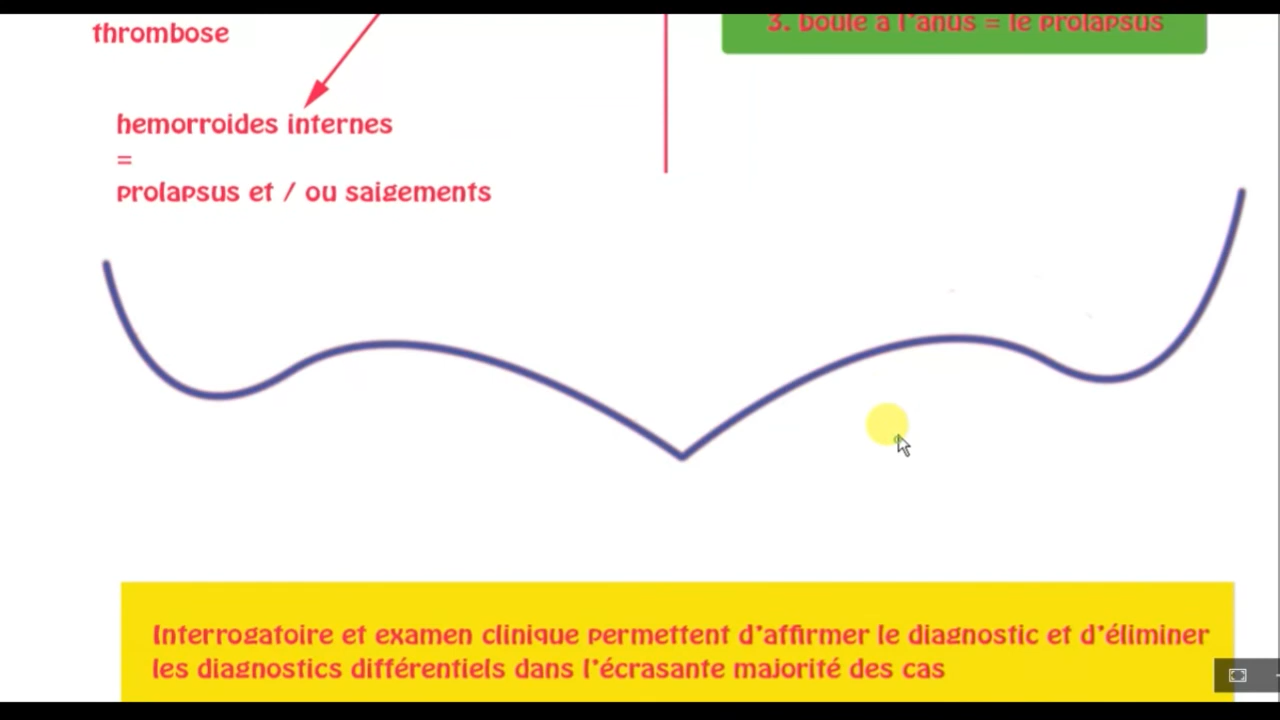 thrombose
3. boule à l'anus = le prolapsus
hemorroides internes
=
prolapsus et / ou saigements
Interrogatoire et examen clinique permettent d'affirmer le diagnostic et d'éliminer
les diagnostics différentiels dans l'écrasante majorité des cas